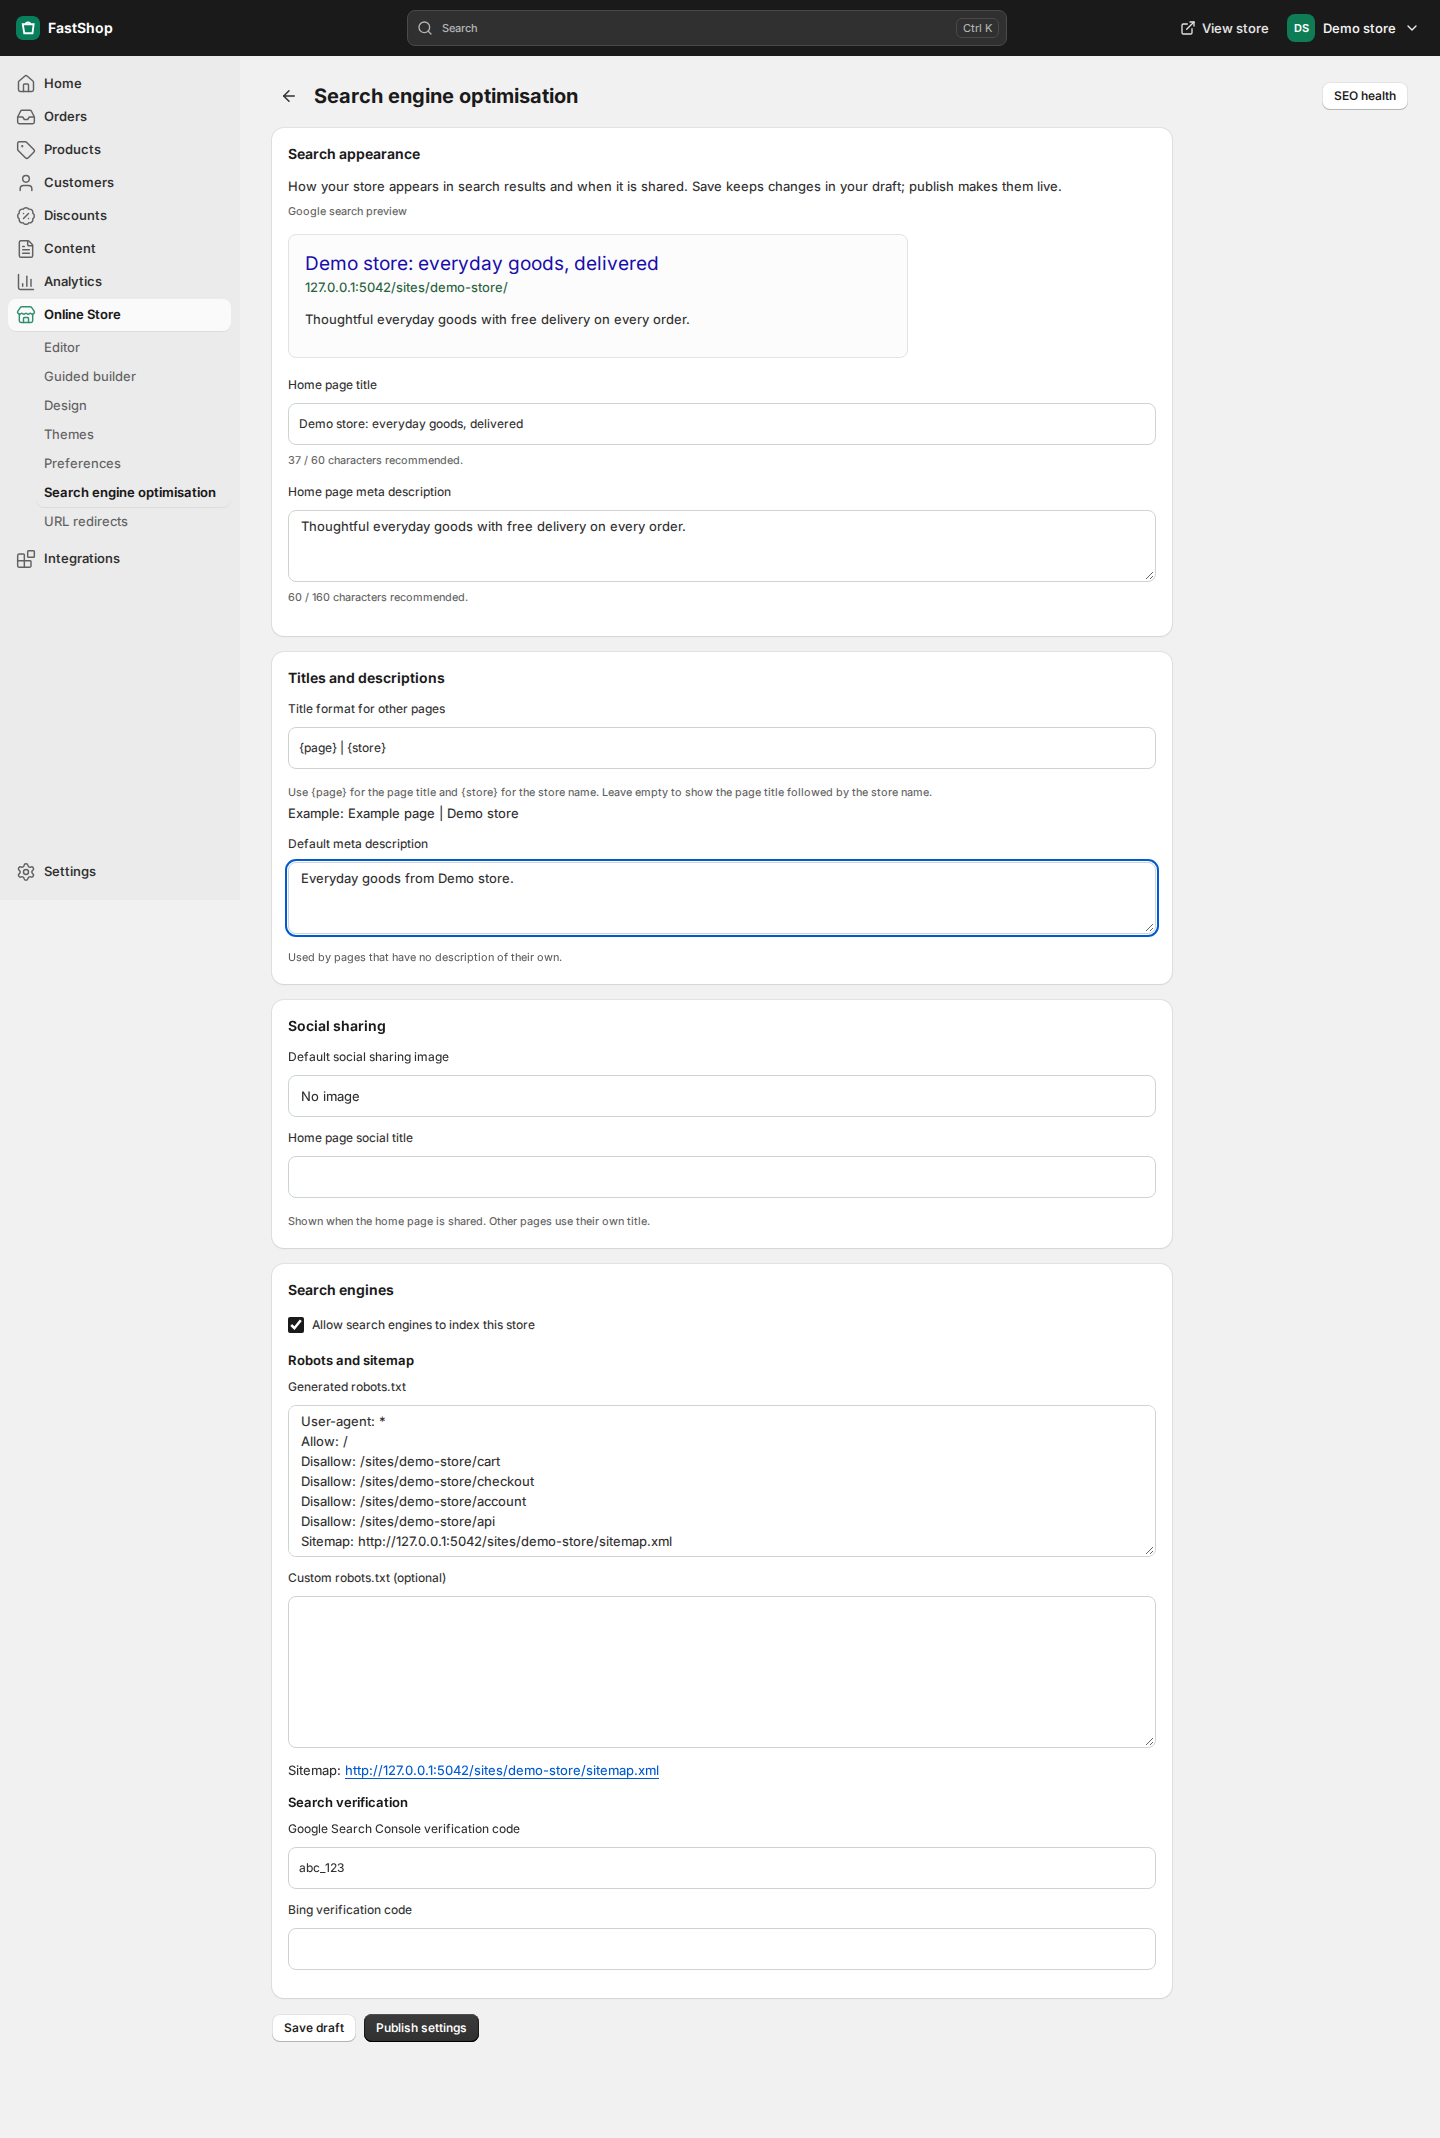 FastShop
Search
Ctrl K
View store
DS
Demo store
Home
Orders
Products
Customers
Discounts
Content
Analytics
Online Store
Editor
Guided builder
Design
Themes
Preferences
Search engine optimisation
URL redirects
Integrations
Settings
Search engine optimisation
SEO health
Search appearance
How your store appears in search results and when it is shared. Save keeps changes in your draft; publish makes them live.
Google search preview
Demo store: everyday goods, delivered
127.0.0.1:5042/sites/demo-store/
Thoughtful everyday goods with free delivery on every order.
Home page title
Demo store: everyday goods, delivered
37 / 60 characters recommended.
Home page meta description
Thoughtful everyday goods with free delivery on every order.
60 / 160 characters recommended.
Titles and descriptions
Title format for other pages
{page} | {store}
Use {page} for the page title and {store} for the store name. Leave empty to show the page title followed by the store name.
Example: Example page | Demo store
Default meta description
Everyday goods from Demo store.
Used by pages that have no description of their own.
Social sharing
Default social sharing image
No image
Home page social title
Shown when the home page is shared. Other pages use their own title.
Search engines
Allow search engines to index this store
Robots and sitemap
Generated robots.txt
User-agent: *
Allow: /
Disallow: /sites/demo-store/cart
Disallow: /sites/demo-store/checkout
Disallow: /sites/demo-store/account
Disallow: /sites/demo-store/api
Sitemap: http://127.0.0.1:5042/sites/demo-store/sitemap.xml
Custom robots.txt (optional)
Sitemap: http://127.0.0.1:5042/sites/demo-store/sitemap.xml
Search verification
Google Search Console verification code
abc_123
Bing verification code
Save draft
Publish settings